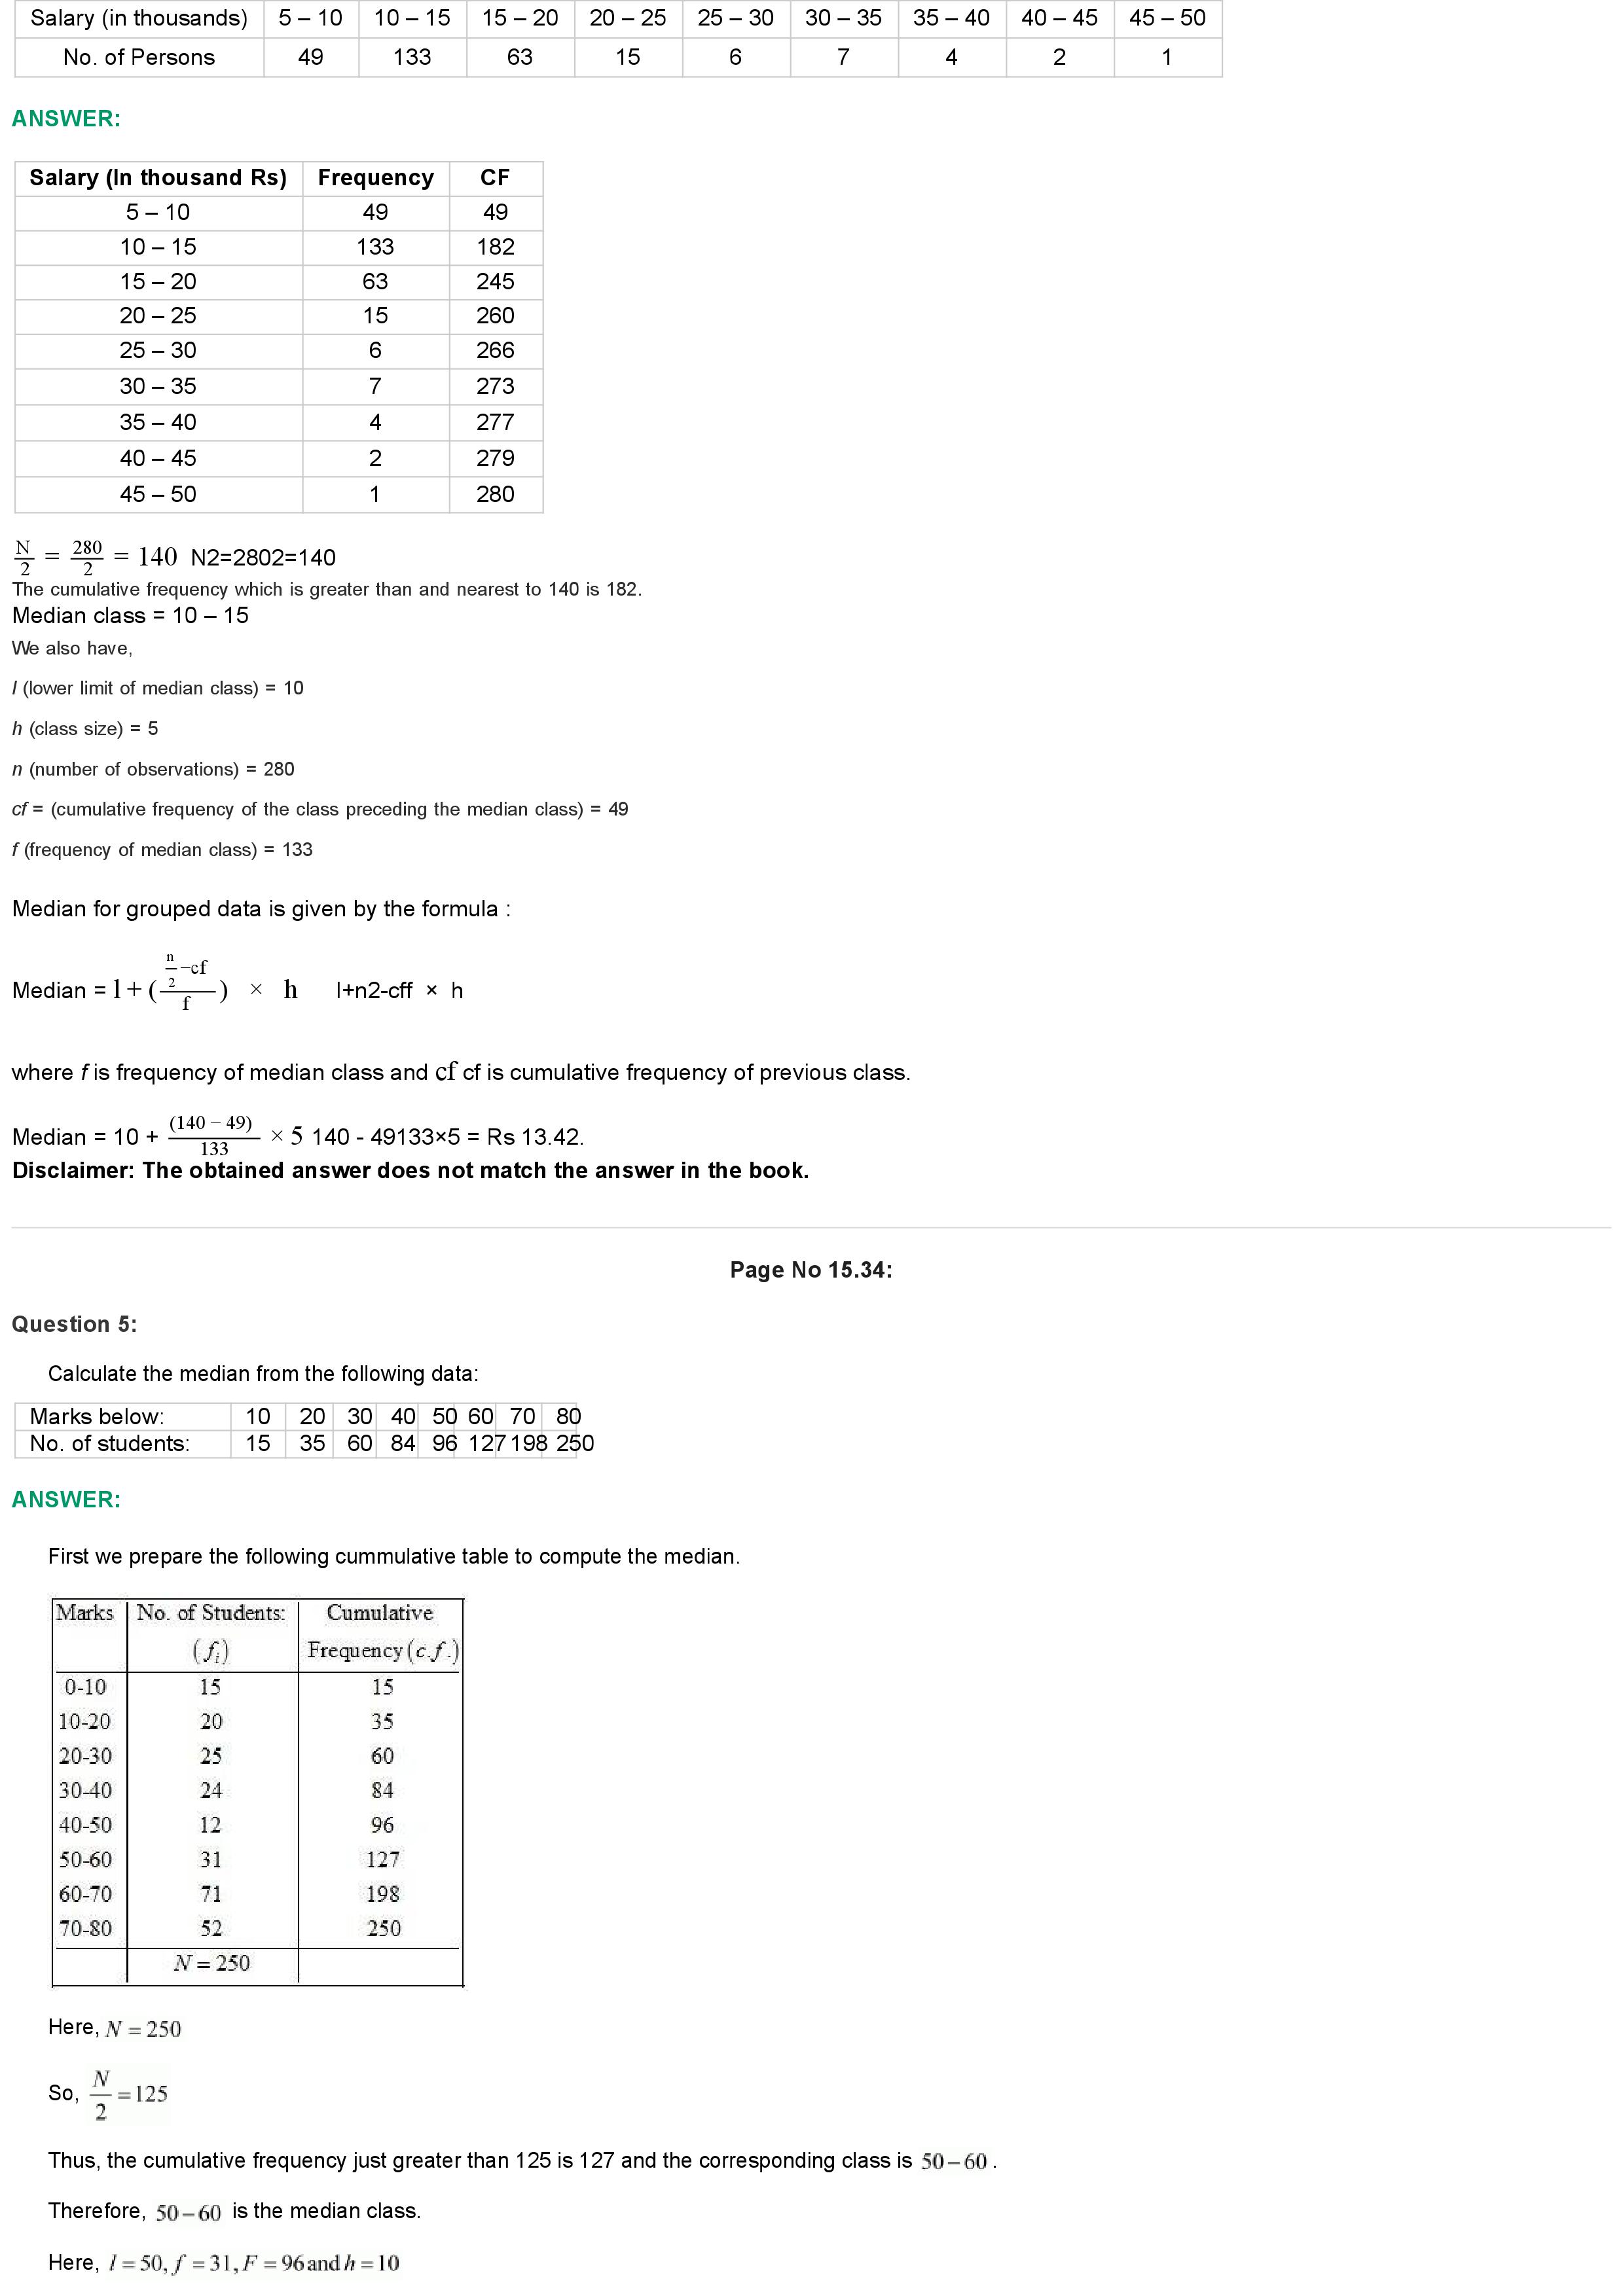 Salary (in thousands) 5 – 10 10 – 15 15 – 20 20 – 25 25 – 30 30 – 35 35 – 40 40 – 45 45 – 50
No. of Persons 49 133 63 15 6 7 4 2 1
ANSWER:
Salary (In thousand Rs) Frequency CF
5 – 10 49 49
10 – 15 133 182
15 – 20 63 245
20 – 25 15 260
25 – 30 6 266
30 – 35 7 273
35 – 40 4 277
40 – 45 2 279
45 – 50 1 280
N/2 = 280/2 = 140 N2=2802=140
The cumulative frequency which is greater than and nearest to 140 is 182.
Median class = 10 – 15
We also have,
l (lower limit of median class) = 10
h (class size) = 5
n (number of observations) = 280
cf = (cumulative frequency of the class preceding the median class) = 49
f (frequency of median class) = 133
Median for grouped data is given by the formula :
Median = l + ((n/2 −cf)/f) × h l+n2-cff × h
where f is frequency of median class and cf cf is cumulative frequency of previous class.
Median = 10 + (140 − 49)/133 × 5 140 - 49133×5 = Rs 13.42.
Disclaimer: The obtained answer does not match the answer in the book.
Page No 15.34:
Question 5:
Calculate the median from the following data:
Marks below: 10 20 30 40 50 60 70 80
No. of students: 15 35 60 84 96 127 198 250
ANSWER:
First we prepare the following cummulative table to compute the median.
Marks No. of Students: Cumulative
(fᵢ) Frequency (c.f.)
0-10 15 15
10-20 20 35
20-30 25 60
30-40 24 84
40-50 12 96
50-60 31 127
60-70 71 198
70-80 52 250
N = 250
Here, N = 250
So, N/2 = 125
Thus, the cumulative frequency just greater than 125 is 127 and the corresponding class is 50 – 60 .
Therefore, 50 – 60 is the median class.
Here, l = 50, f = 31, F = 96 and h = 10